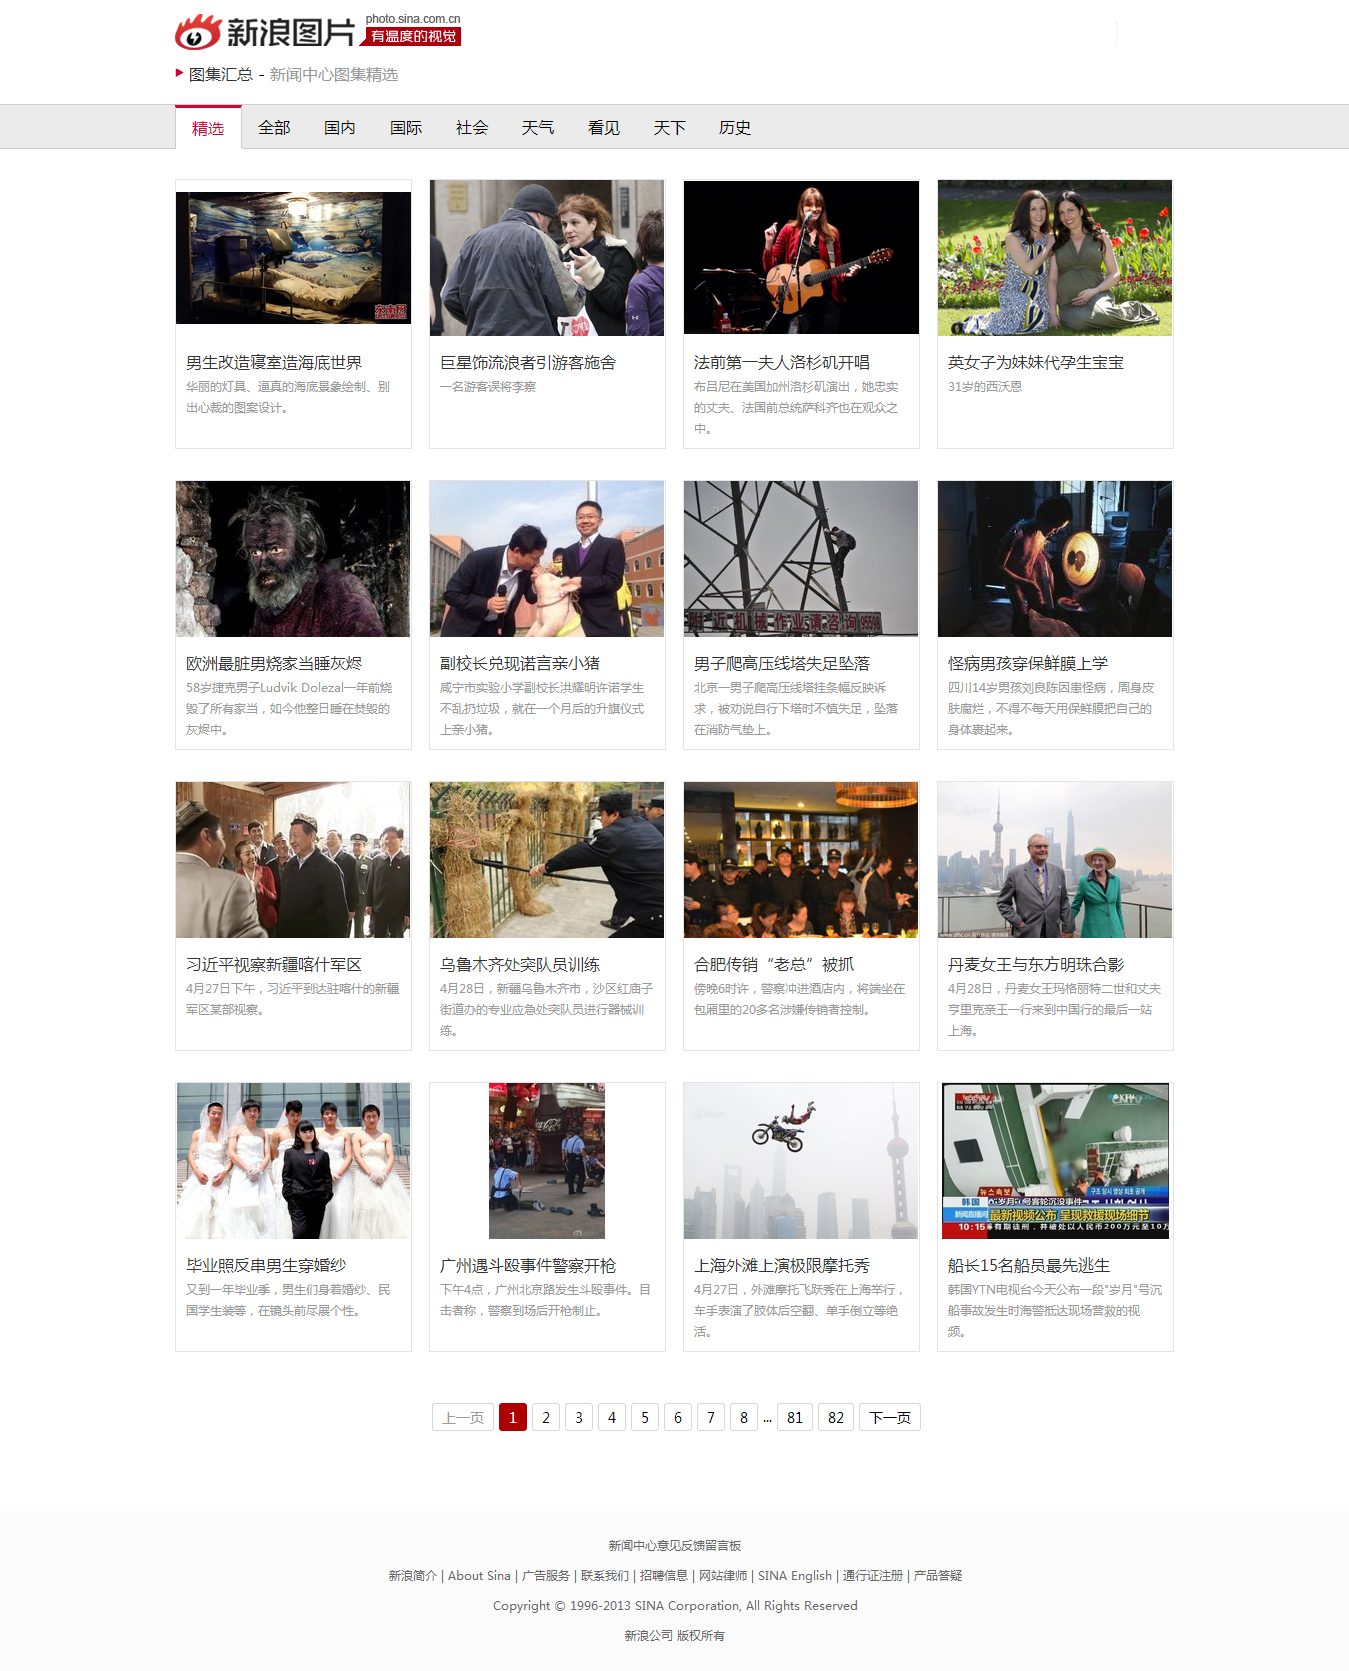 新浪图片
photo.sina.com.cn
有温度的视觉
图集汇总 - 新闻中心图集精选
精选 全部 国内 国际 社会 天气 看见 天下 历史
男生改造寝室造海底世界
华丽的灯具、逼真的海底景象绘制、别
出心裁的图案设计。
巨星饰流浪者引游客施舍
一名游客误将李察
法前第一夫人洛杉矶开唱
布吕尼在美国加州洛杉矶演出，她忠实
的丈夫、法国前总统萨科齐也在观众之
中。
英女子为妹妹代孕生宝宝
31岁的西沃恩
附近机械作业请咨询
欧洲最脏男烧家当睡灰烬
58岁捷克男子Ludvik Dolezal一年前烧
毁了所有家当，如今他整日睡在焚毁的
灰烬中。
副校长兑现诺言亲小猪
咸宁市实验小学副校长洪耀明许诺学生
不乱扔垃圾，就在一个月后的升旗仪式
上亲小猪。
男子爬高压线塔失足坠落
北京一男子爬高压线塔挂条幅反映诉
求，被劝说自行下塔时不慎失足，坠落
在消防气垫上。
怪病男孩穿保鲜膜上学
四川14岁男孩刘良陈因患怪病，周身皮
肤腐烂，不得不每天用保鲜膜把自己的
身体裹起来。
习近平视察新疆喀什军区
4月27日下午，习近平到达驻喀什的新疆
军区某部视察。
乌鲁木齐处突队员训练
4月28日，新疆乌鲁木齐市，沙区红庙子
街道办的专业应急处突队员进行器械训
练。
合肥传销“老总”被抓
傍晚6时许，警察冲进酒店内，将端坐在
包厢里的20多名涉嫌传销者控制。
丹麦女王与东方明珠合影
4月28日，丹麦女王玛格丽特二世和丈夫
亨里克亲王一行来到中国行的最后一站
上海。
韩国
新闻直播间
最新视频公布 呈现救援现场细节
10:15
毕业照反串男生穿婚纱
又到一年毕业季，男生们身着婚纱、民
国学生装等，在镜头前尽展个性。
广州遇斗殴事件警察开枪
下午4点，广州北京路发生斗殴事件。目
击者称，警察到场后开枪制止。
上海外滩上演极限摩托秀
4月27日，外滩摩托飞跃秀在上海举行，
车手表演了肢体后空翻、单手倒立等绝
活。
船长15名船员最先逃生
韩国YTN电视台今天公布一段"岁月"号沉
船事故发生时海警抵达现场营救的视
频。
上一页 1 2 3 4 5 6 7 8 ... 81 82 下一页
新闻中心意见反馈留言板
新浪简介 | About Sina | 广告服务 | 联系我们 | 招聘信息 | 网站律师 | SINA English | 通行证注册 | 产品答疑
Copyright © 1996-2013 SINA Corporation, All Rights Reserved
新浪公司 版权所有